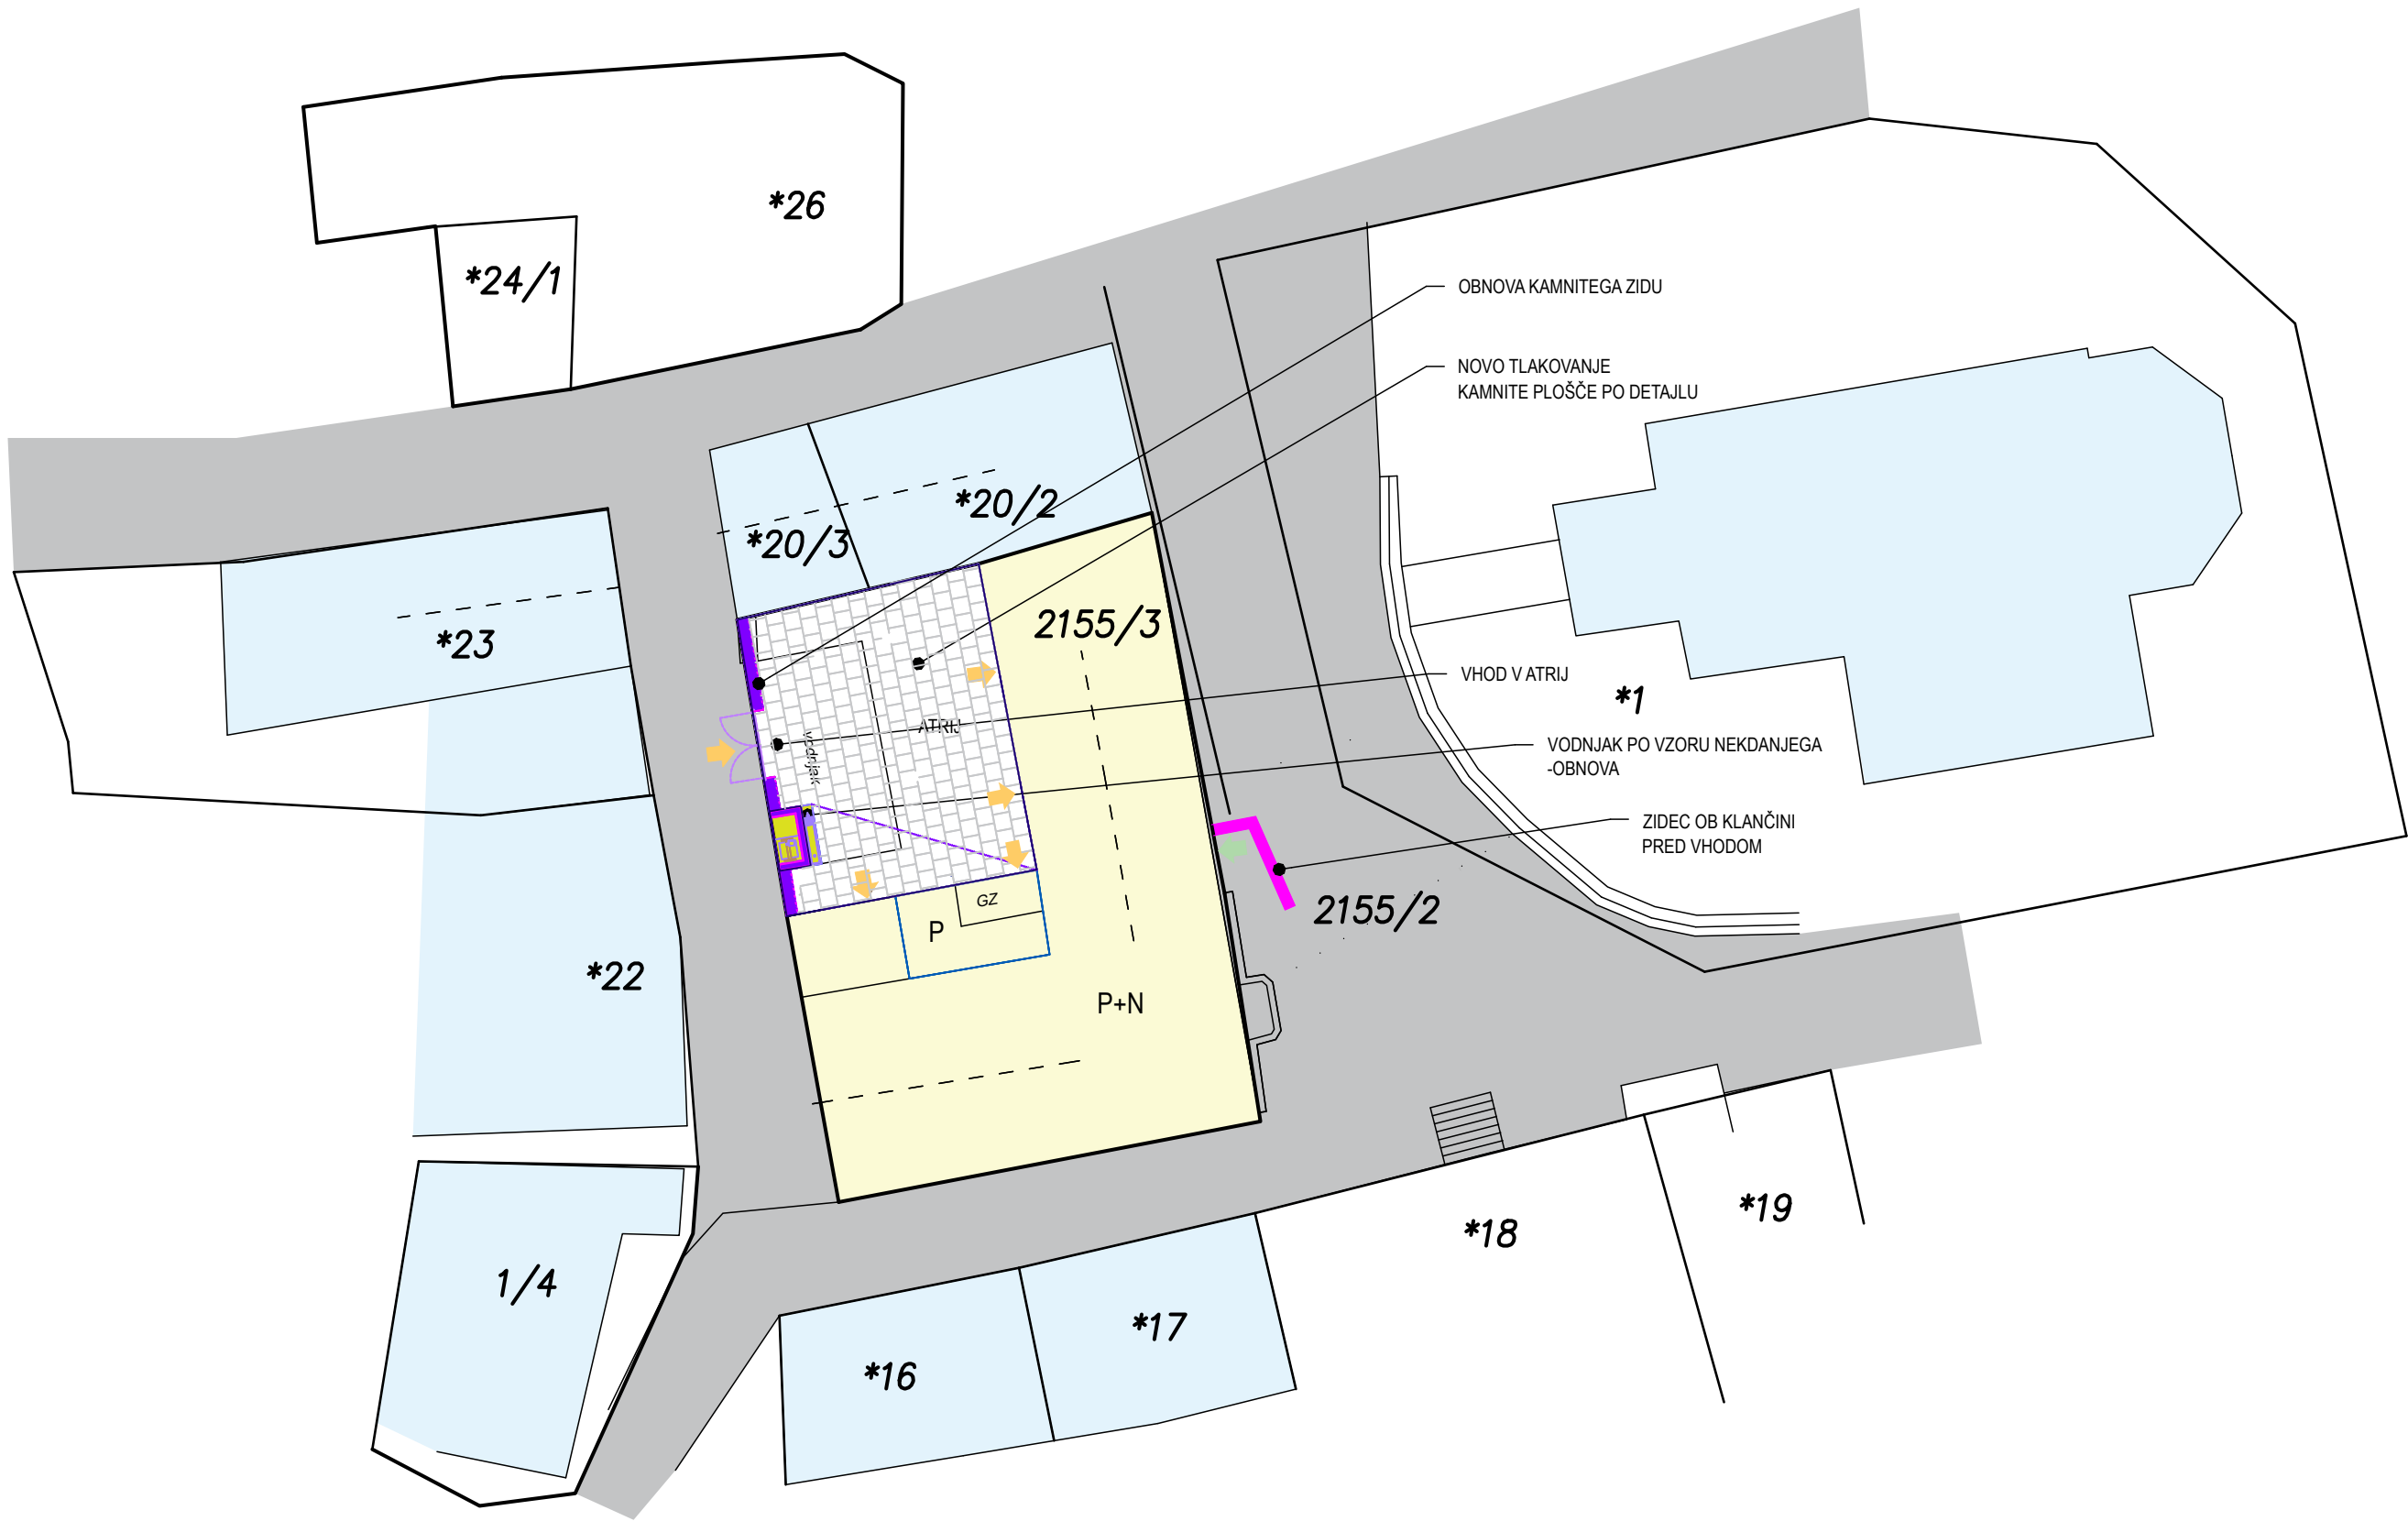 *26
*24/1
OBNOVA KAMNITEGA ZIDU
NOVO TLAKOVANJE
KAMNITE PLOŠČE PO DETAJLU
*20/2
*20/3
2155/3
*23
VHOD V ATRIJ
*1
ATRIJ
vodnjak
VODNJAK PO VZORU NEKDANJEGA
-OBNOVA
ZIDEC OB KLANČINI
PRED VHODOM
GZ
2155/2
P
*22
P+N
*19
*18
1/4
*17
*16